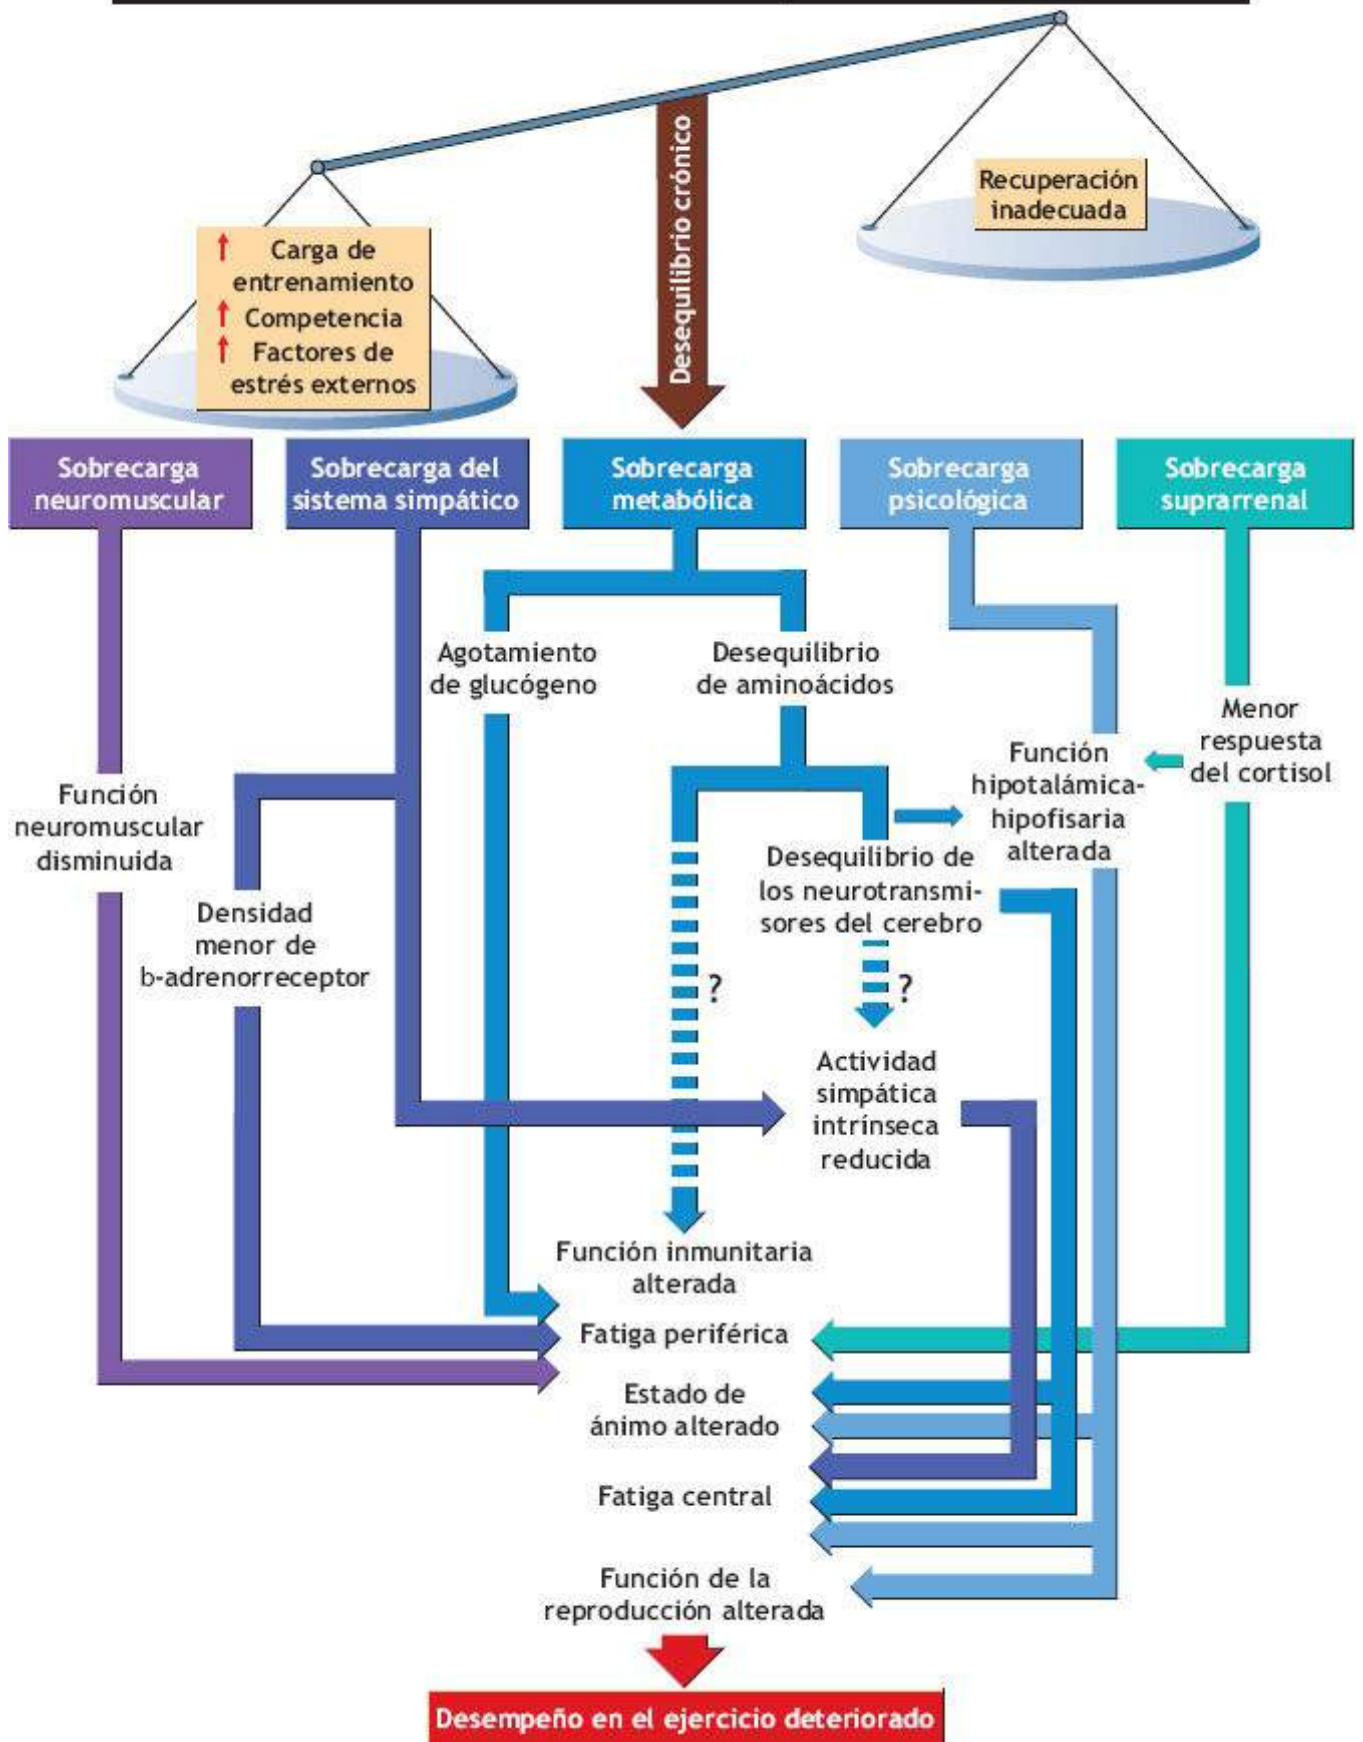 Desequilibrio crónico
Recuperación
inadecuada
↑ Carga de
entrenamiento
↑ Competencia
↑ Factores de
estrés externos
Sobrecarga
neuromuscular
Sobrecarga del
sistema simpático
Sobrecarga
metabólica
Sobrecarga
psicológica
Sobrecarga
suprarrenal
Agotamiento
de glucógeno
Desequilibrio
de aminoácidos
Menor
respuesta
del cortisol
Función
hipotalámica-
hipofisaria
alterada
Función
neuromuscular
disminuida
Desequilibrio de
los neurotransmi-
sores del cerebro
Densidad
menor de
b-adrenorreceptor
?
?
Actividad
simpática
intrínseca
reducida
Función inmunitaria
alterada
Fatiga periférica
Estado de
ánimo alterado
Fatiga central
Función de la
reproducción alterada
Desempeño en el ejercicio deteriorado